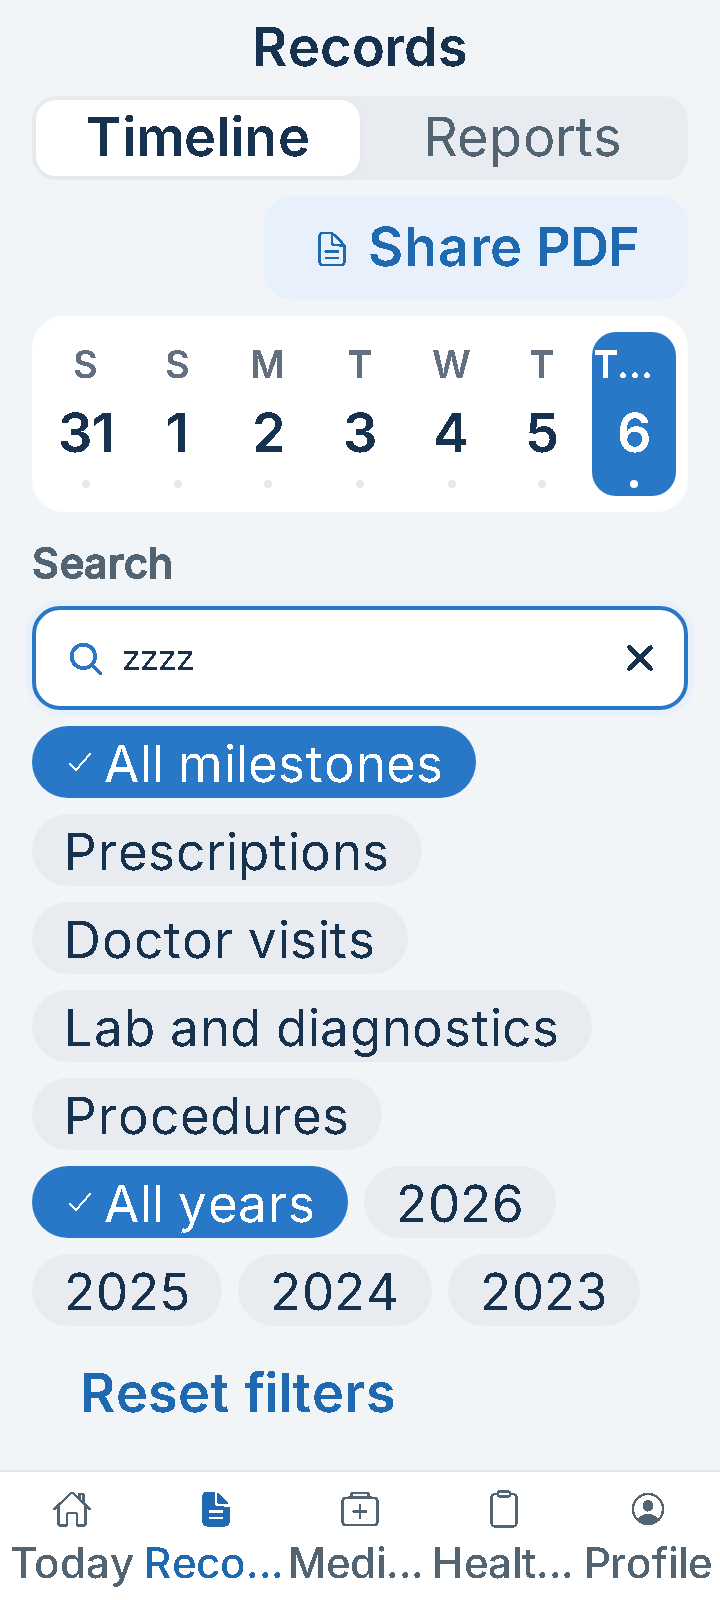 Records
Timeline Reports
Share PDF
S S M T W T T...
31 1 2 3 4 5 6
Search
zzzz
All milestones
Prescriptions
Doctor visits
Lab and diagnostics
Procedures
All years 2026
2025 2024 2023
Reset filters
Today Reco... Medi... Healt... Profile